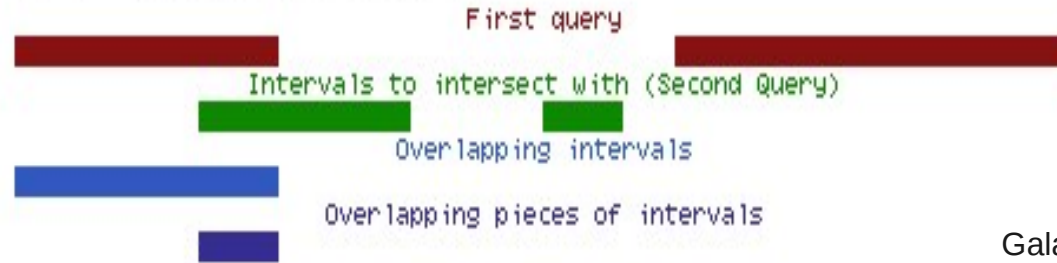 First query
Intervals to intersect with (Second Query)
Overlapping intervals
Overlapping pieces of intervals